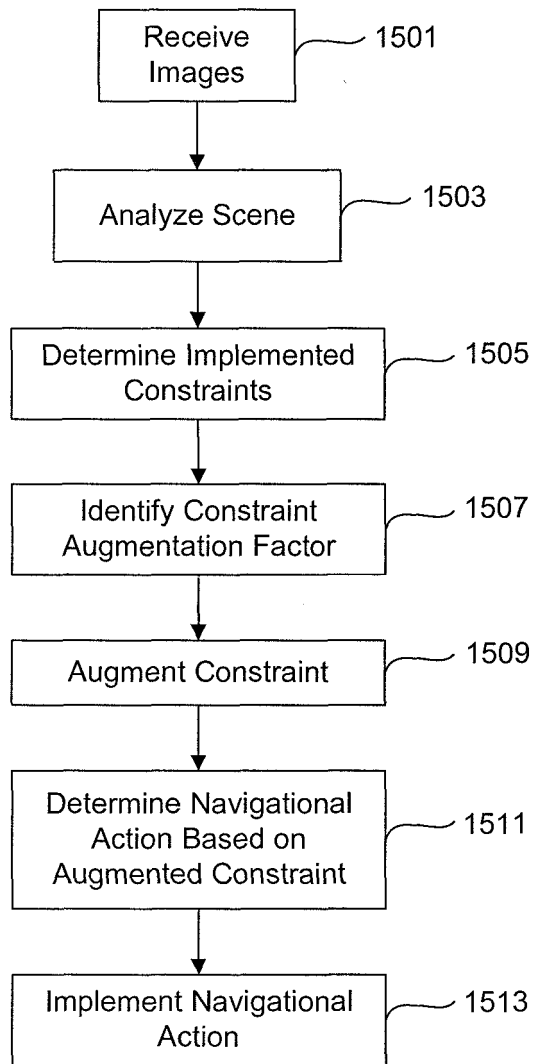 Receive
Images
1501
Analyze Scene
1503
Determine Implemented
Constraints
1505
Identify Constraint
Augmentation Factor
1507
Augment Constraint
1509
Determine Navigational
Action Based on
Augmented Constraint
1511
Implement Navigational
Action
1513